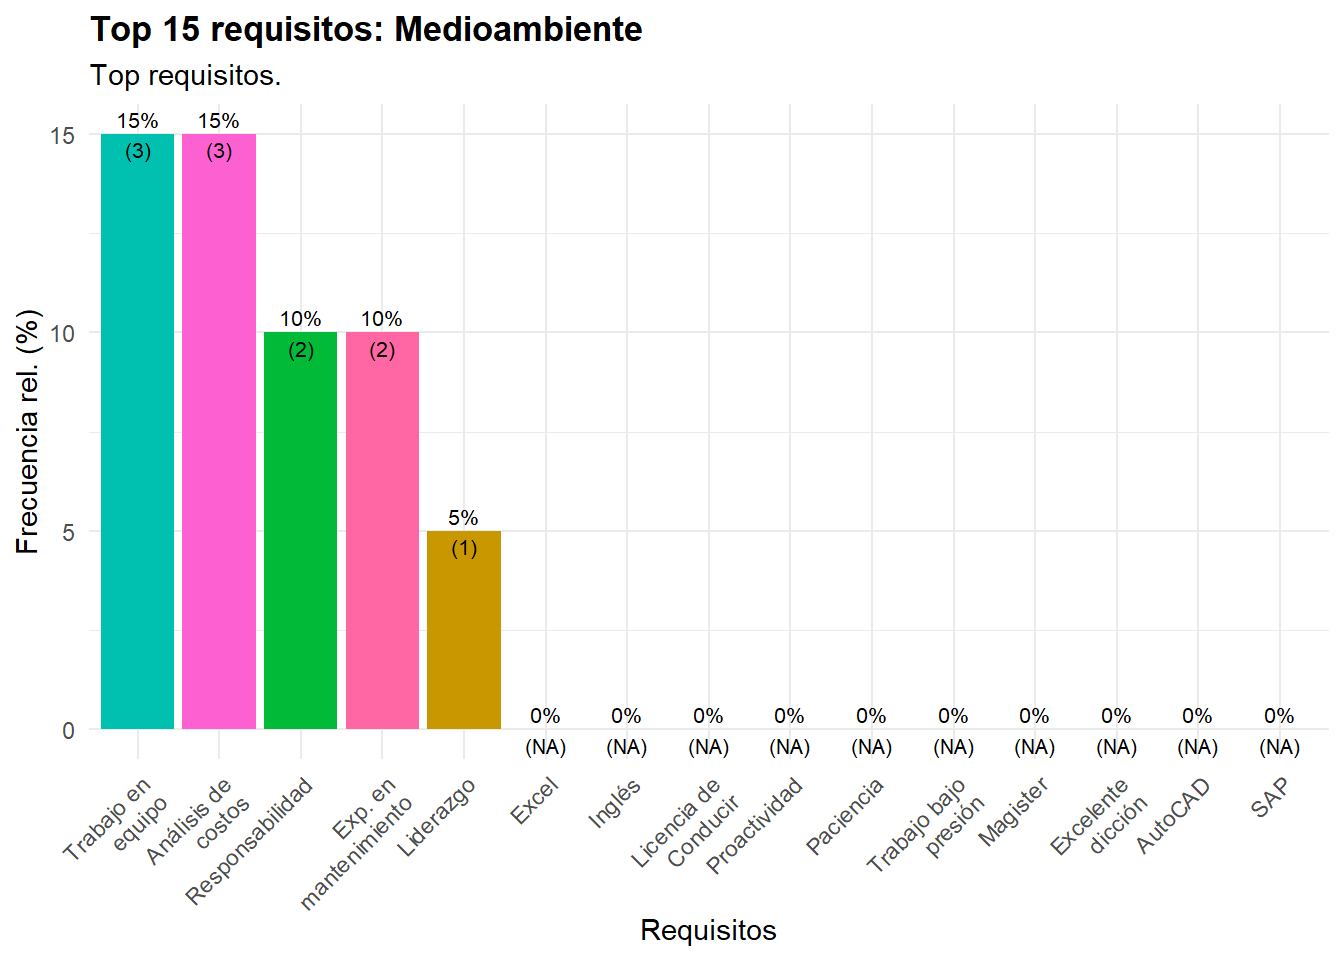 Top 15 requisitos: Medioambiente
Top requisitos.
Frecuencia rel. (%)
15
10
5
0
15%
(3)
15%
(3)
10%
(2)
10%
(2)
5%
(1)
0%
(NA)
0%
(NA)
0%
(NA)
0%
(NA)
0%
(NA)
0%
(NA)
0%
(NA)
0%
(NA)
0%
(NA)
0%
(NA)
Trabajo en
equipo
Análisis de
costos
Responsabilidad
Exp. en
mantenimiento
Liderazgo
Excel
Inglés
Licencia de
Conducir
Proactividad
Paciencia
Trabajo bajo
presión
Magister
Excelente
dicción
AutoCAD
SAP
Requisitos